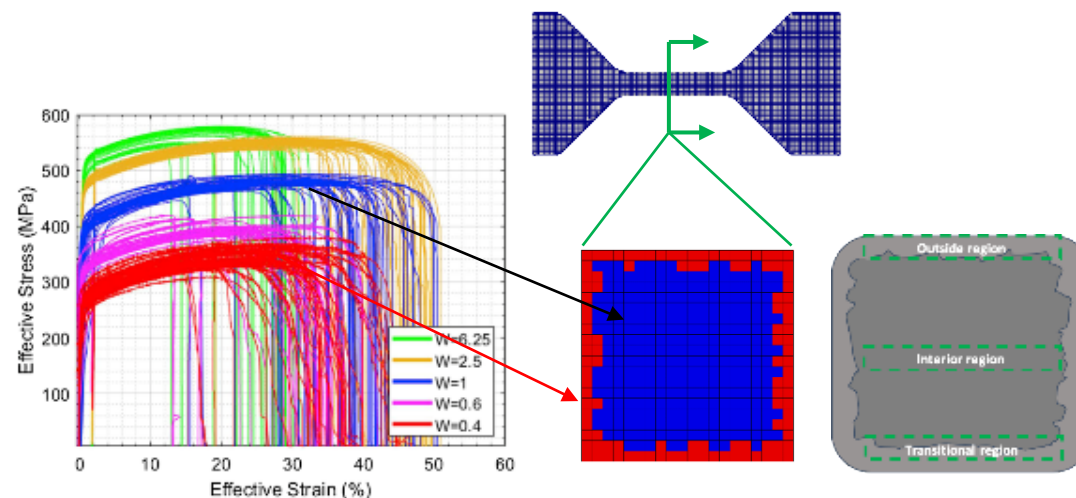 600
500
400
300
200
100
Effective Stress (MPa)
W=6.25
W=2.5
W=1
W=0.6
W=0.4
0
10
20
30
40
50
60
Effective Strain (%)
Outside region
Interior region
Transitional region